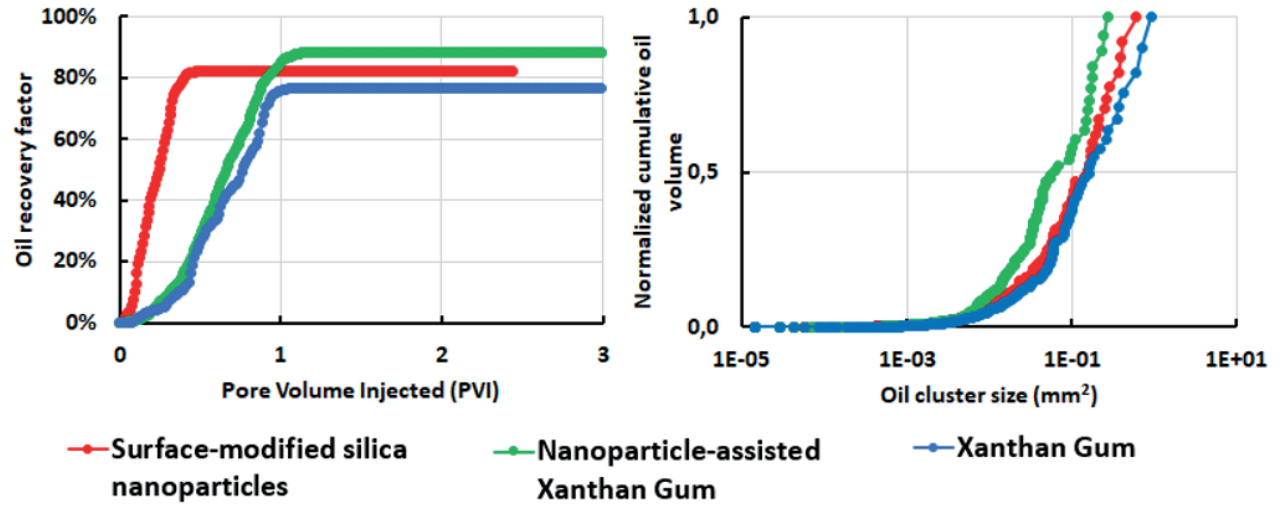 100%
80%
60%
40%
20%
0%
Oil recovery factor
0
1
2
3
Pore Volume Injected (PVI)
1,0
0,5
0,0
Normalized cumulative oil
volume
1E-05
1E-03
1E-01
1E+01
Oil cluster size (mm²)
Surface-modified silica
nanoparticles
Nanoparticle-assisted
Xanthan Gum
Xanthan Gum